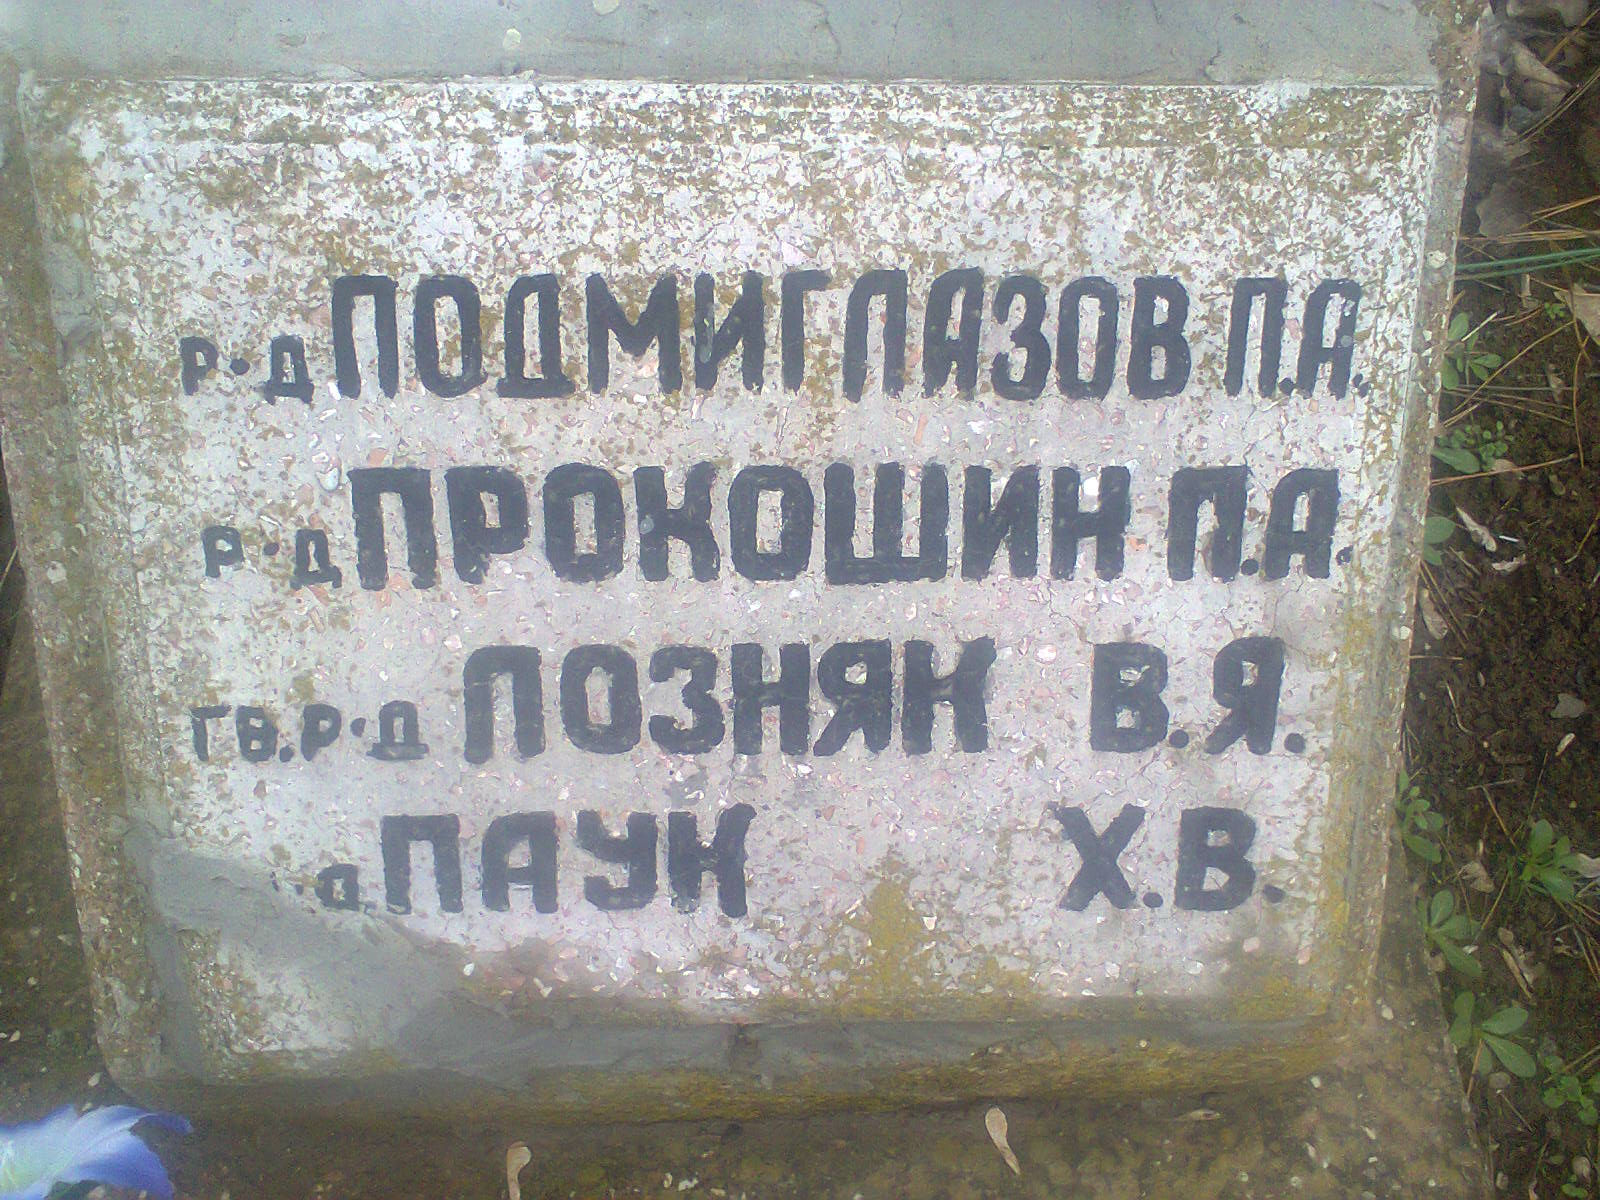 Р-Д ПОДМИГЛАЗОВ П.А.
Р-Д ПРОКОШИН П.А.
ГВ.Р-Д ПОЗНЯК В.Я.
ПАУК Х.В.